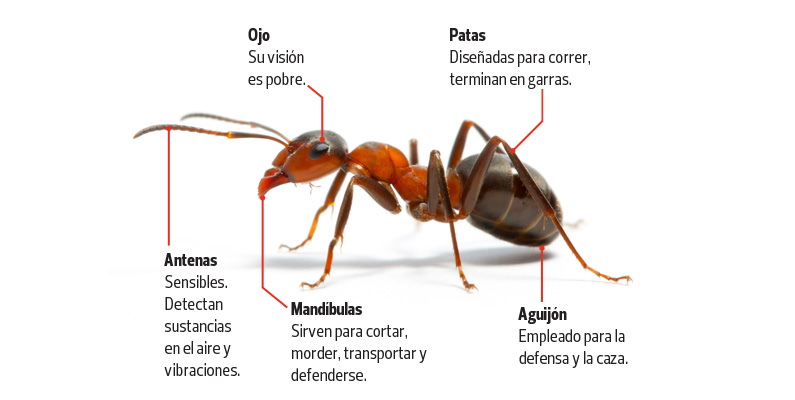 Ojo
Su visión
es pobre.
Patas
Diseñadas para correr,
terminan en garras.
Antenas
Sensibles.
Detectan
sustancias
en el aire y
vibraciones.
Mandíbulas
Sirven para cortar,
morder, transportar y
defenderse.
Aguijón
Empleado para la
defensa y la caza.